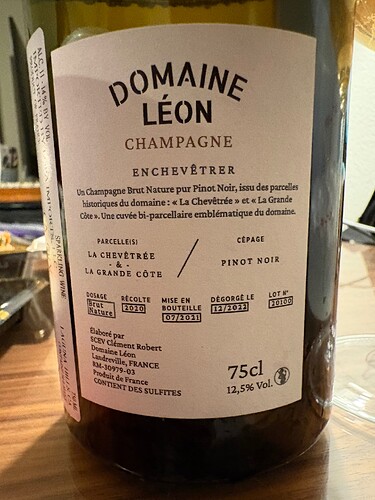 DOMAINE
LÉON
CHAMPAGNE
ENCHEVÊTRER
Un Champagne Brut Nature pur Pinot Noir, issu des parcelles
historiques du domaine : « La Chevêtrée » et « La Grande
Côte ». Une cuvée bi-parcellaire emblématique du domaine.
PARCELLE(S)
LA CHEVÊTRÉE
- & -
LA GRANDE CÔTE
CÉPAGE
PINOT NOIR
DOSAGE
Brut
Nature
RÉCOLTE
2020
MISE EN
BOUTEILLE
07/2021
DÉGORGÉ LE
12/2022
LOT N°
20100
Élaboré par
SCEV Clément Robert
Domaine Léon
Landreville, FRANCE
RM-30979-03
Produit de France
CONTIENT DES SULFITES
75cl
12,5% Vol.
SPARKLING WINE